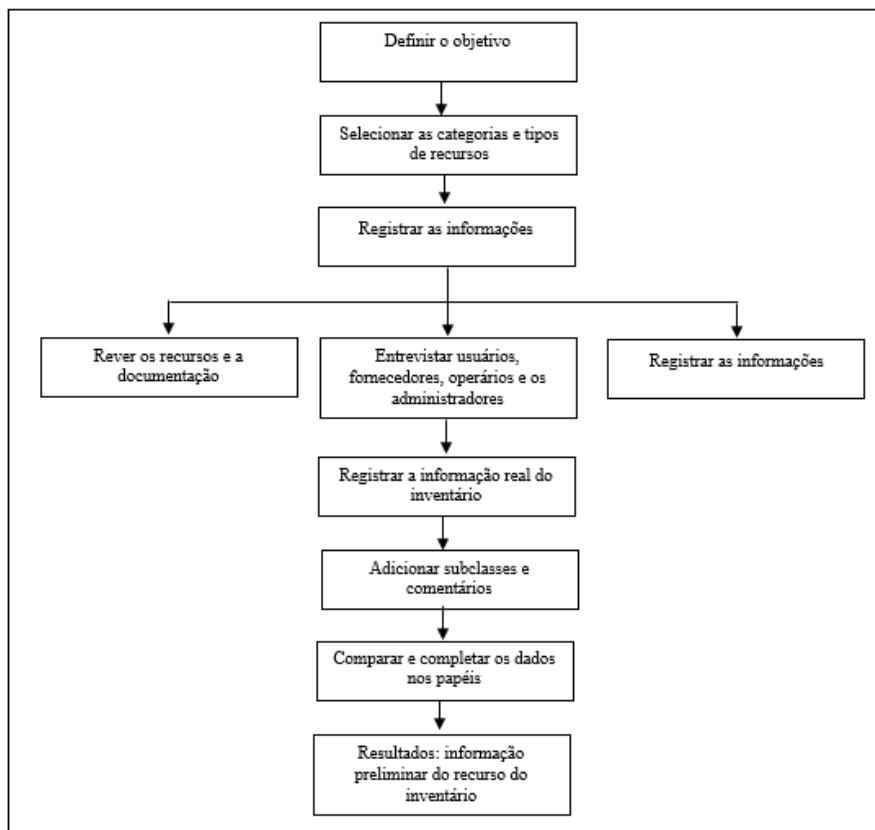 Definir o objetivo
Selecionar as categorias e tipos
de recursos
Registrar as informações
Rever os recursos e a
documentação
Entrevistar usuários,
fornecedores, operários e os
administradores
Registrar as informações
Registrar a informação real do
inventário
Adicionar subclasses e
comentários
Comparar e completar os dados
nos papéis
Resultados: informação
preliminar do recurso do
inventário